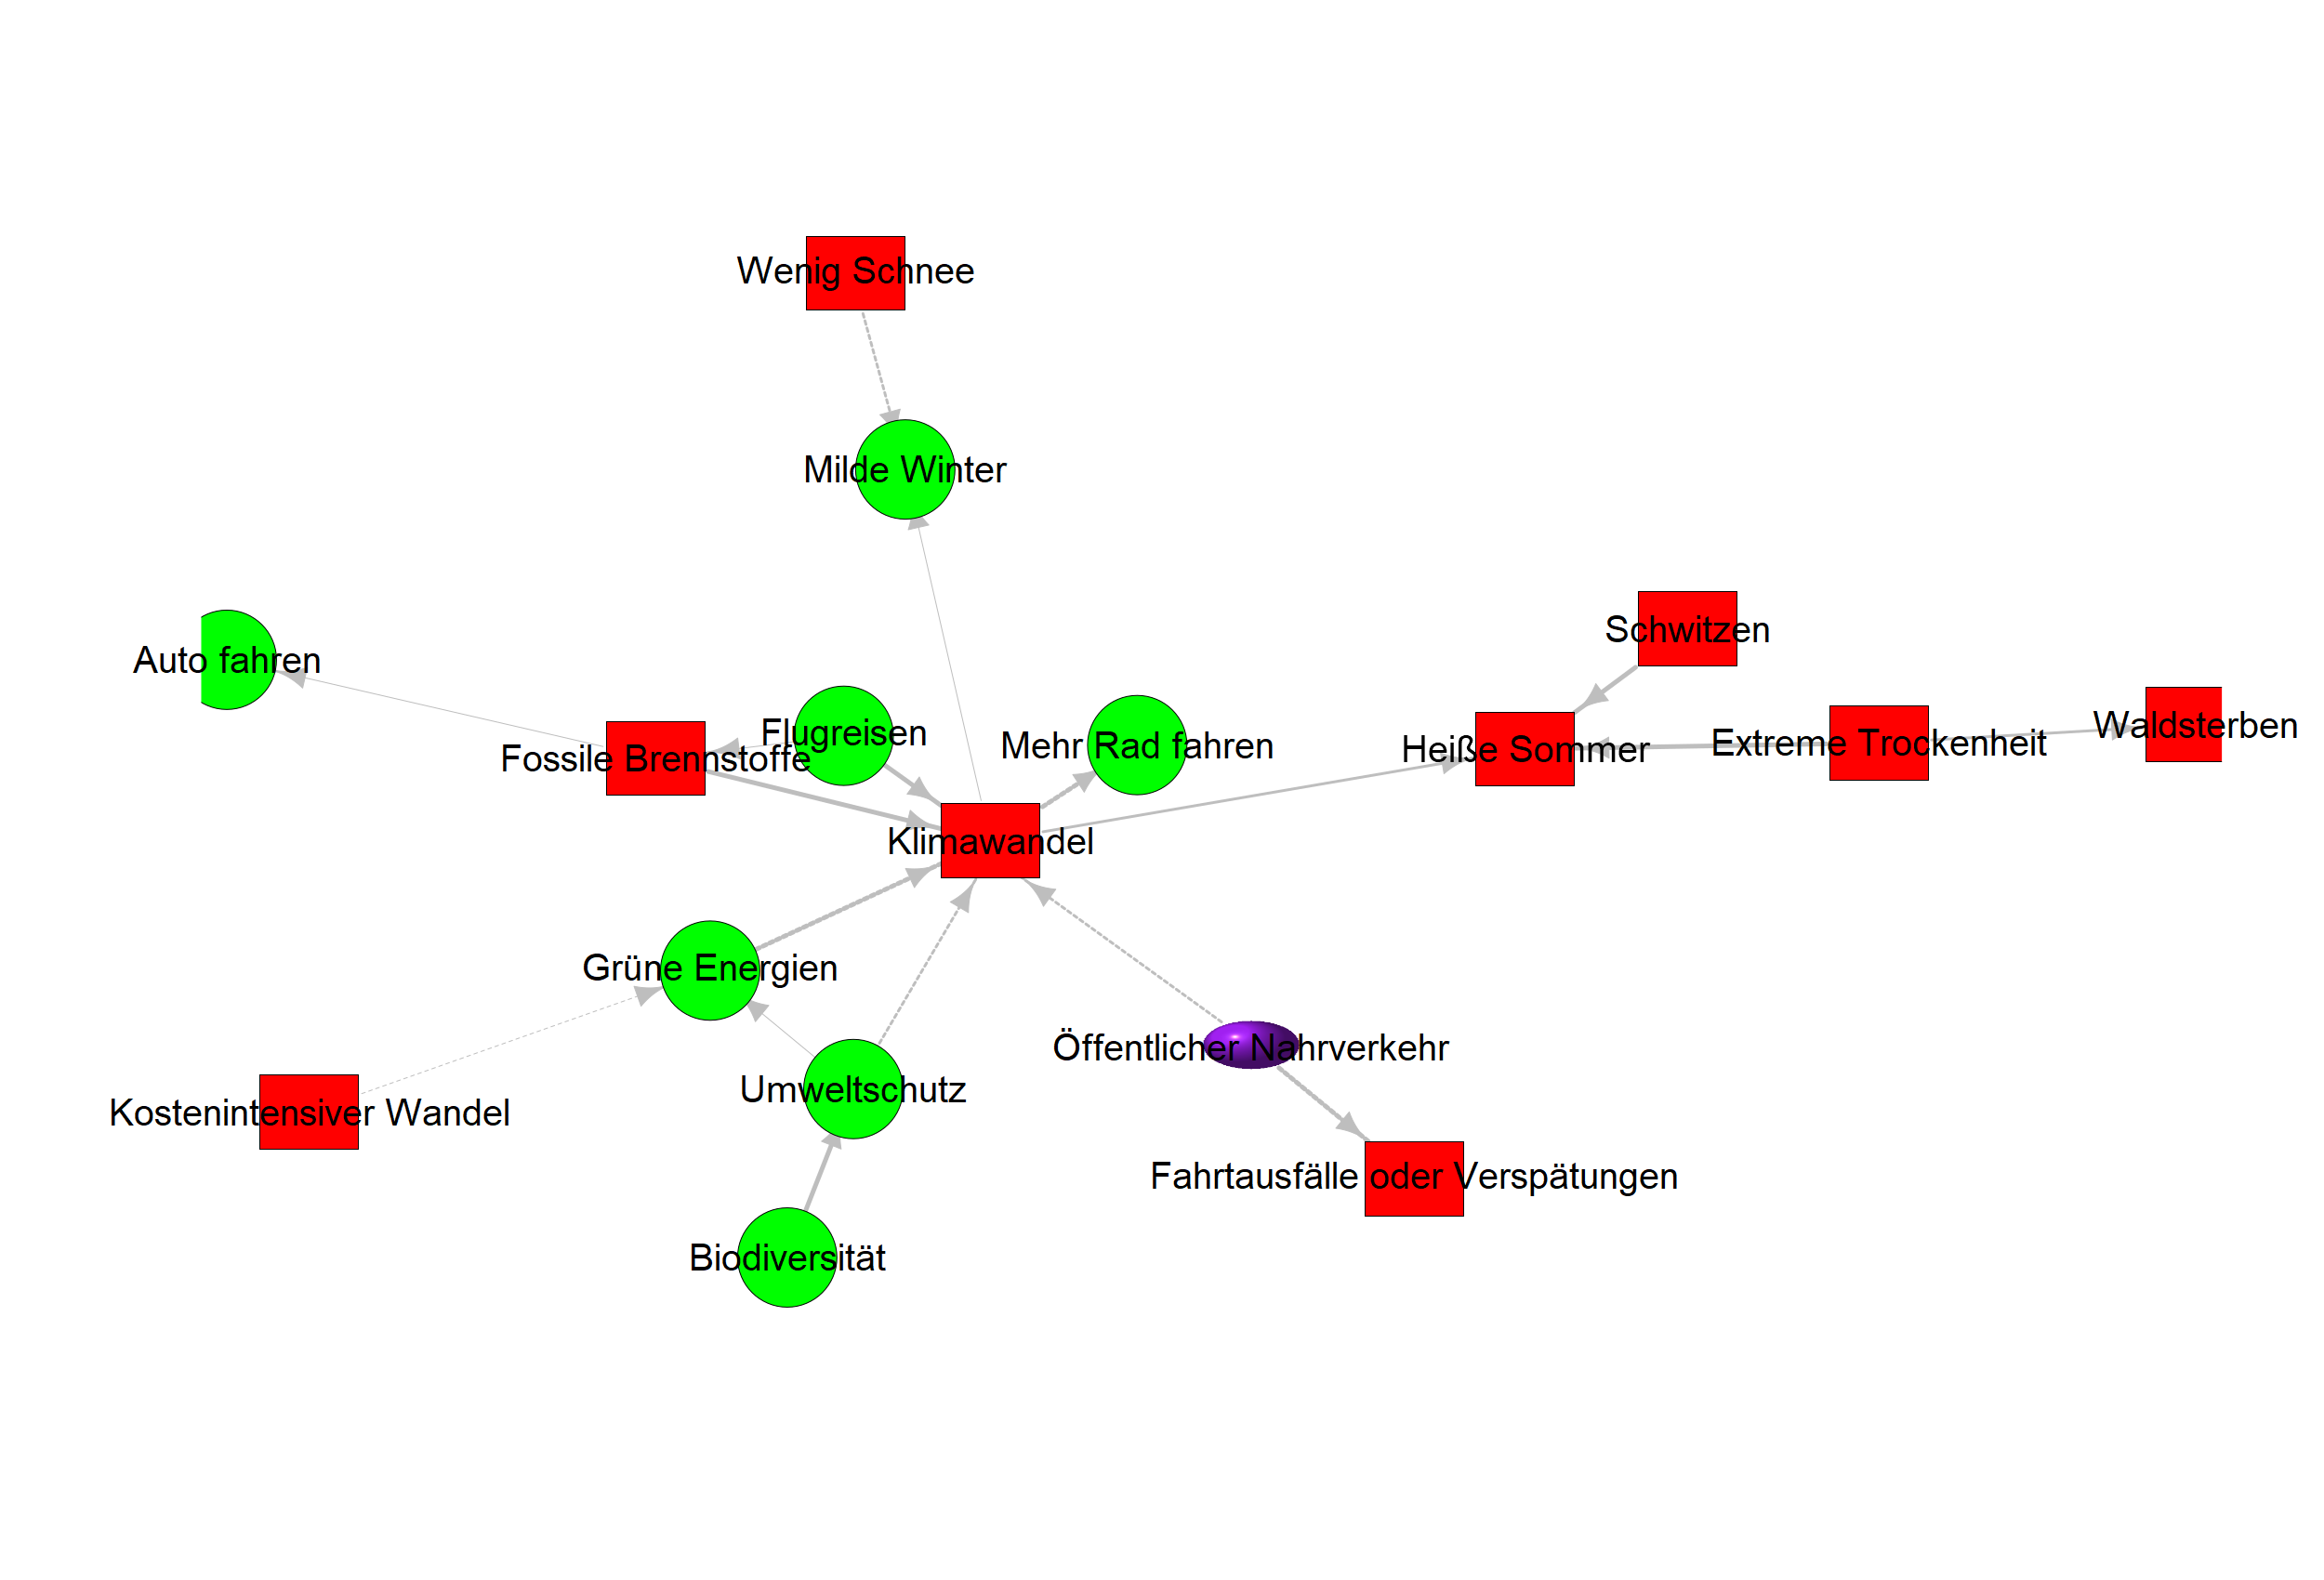 Wenig Schnee
Milde Winter
Schwitzen
Auto fahren
Flugreisen
Mehr Rad fahren
Heiße Sommer
Extreme Trockenheit
Waldsterben
Fossile Brennstoffe
Klimawandel
Grüne Energien
Öffentlicher Nahrverkehr
Umweltschutz
Kostenintensiver Wandel
Fahrtausfälle oder Verspätungen
Biodiversität